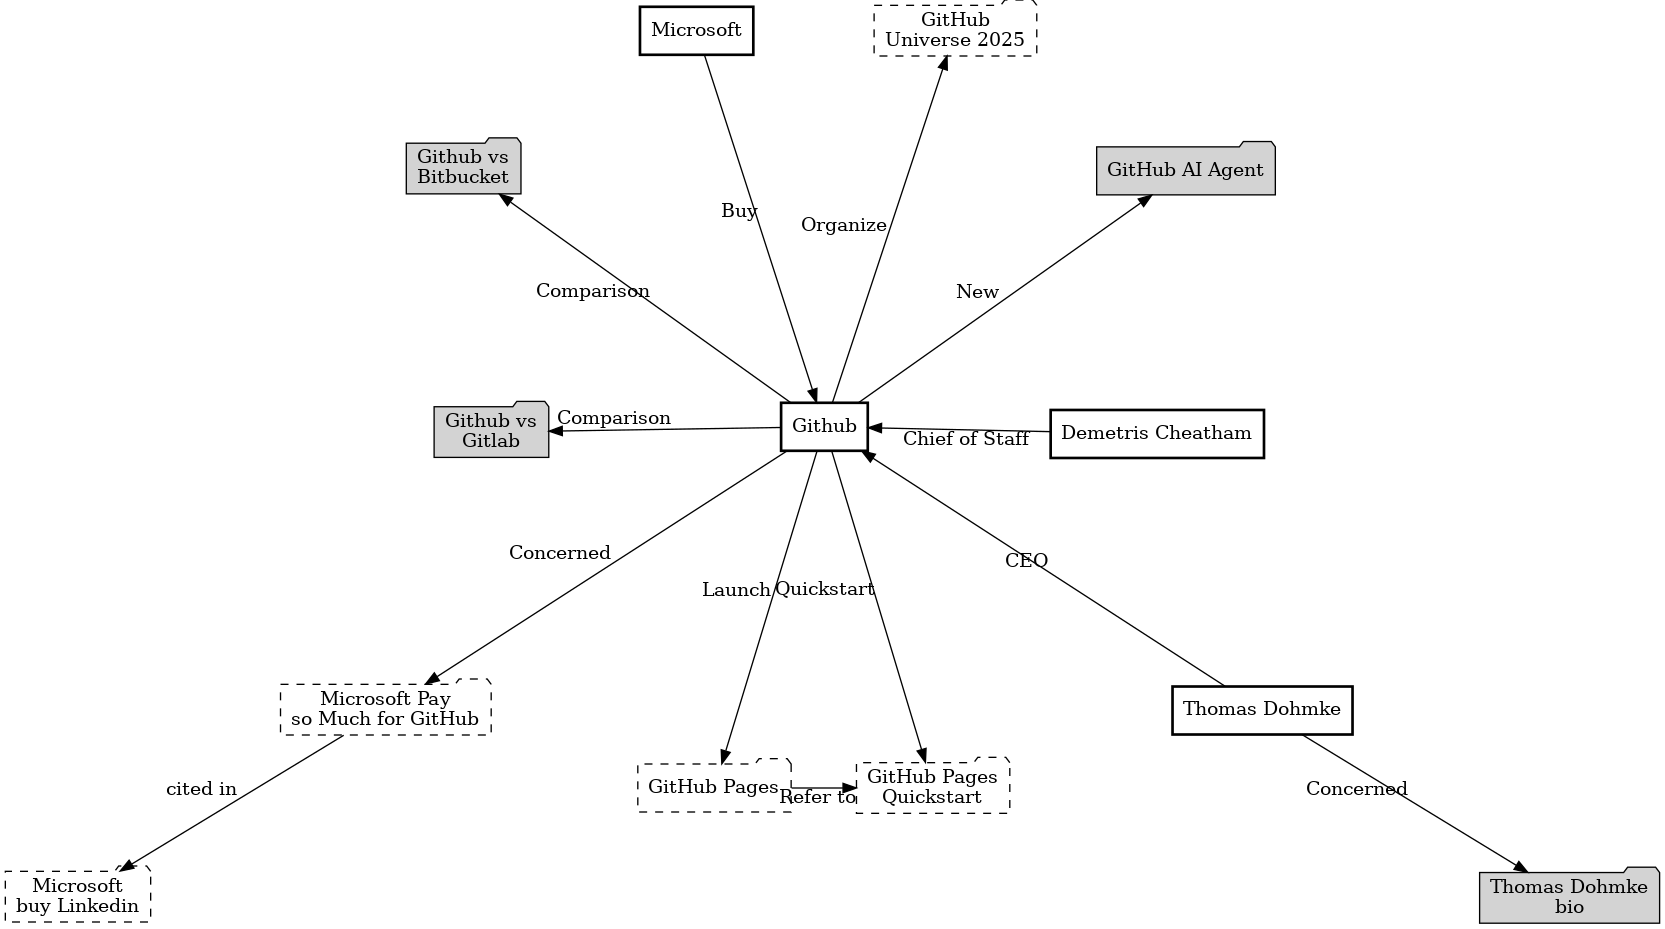 Microsoft
GitHub
Universe 2025
Github vs
Bitbucket
GitHub AI Agent
Buy
Organize
Comparison
New
Github vs
Gitlab
Comparison
Github
Chief of Staff
Demetris Cheatham
Concerned
Launch
Quickstart
CEO
Microsoft Pay
so Much for GitHub
Thomas Dohmke
cited in
GitHub Pages
Refer to
GitHub Pages
Quickstart
Concerned
Microsoft
buy Linkedin
Thomas Dohmke
bio